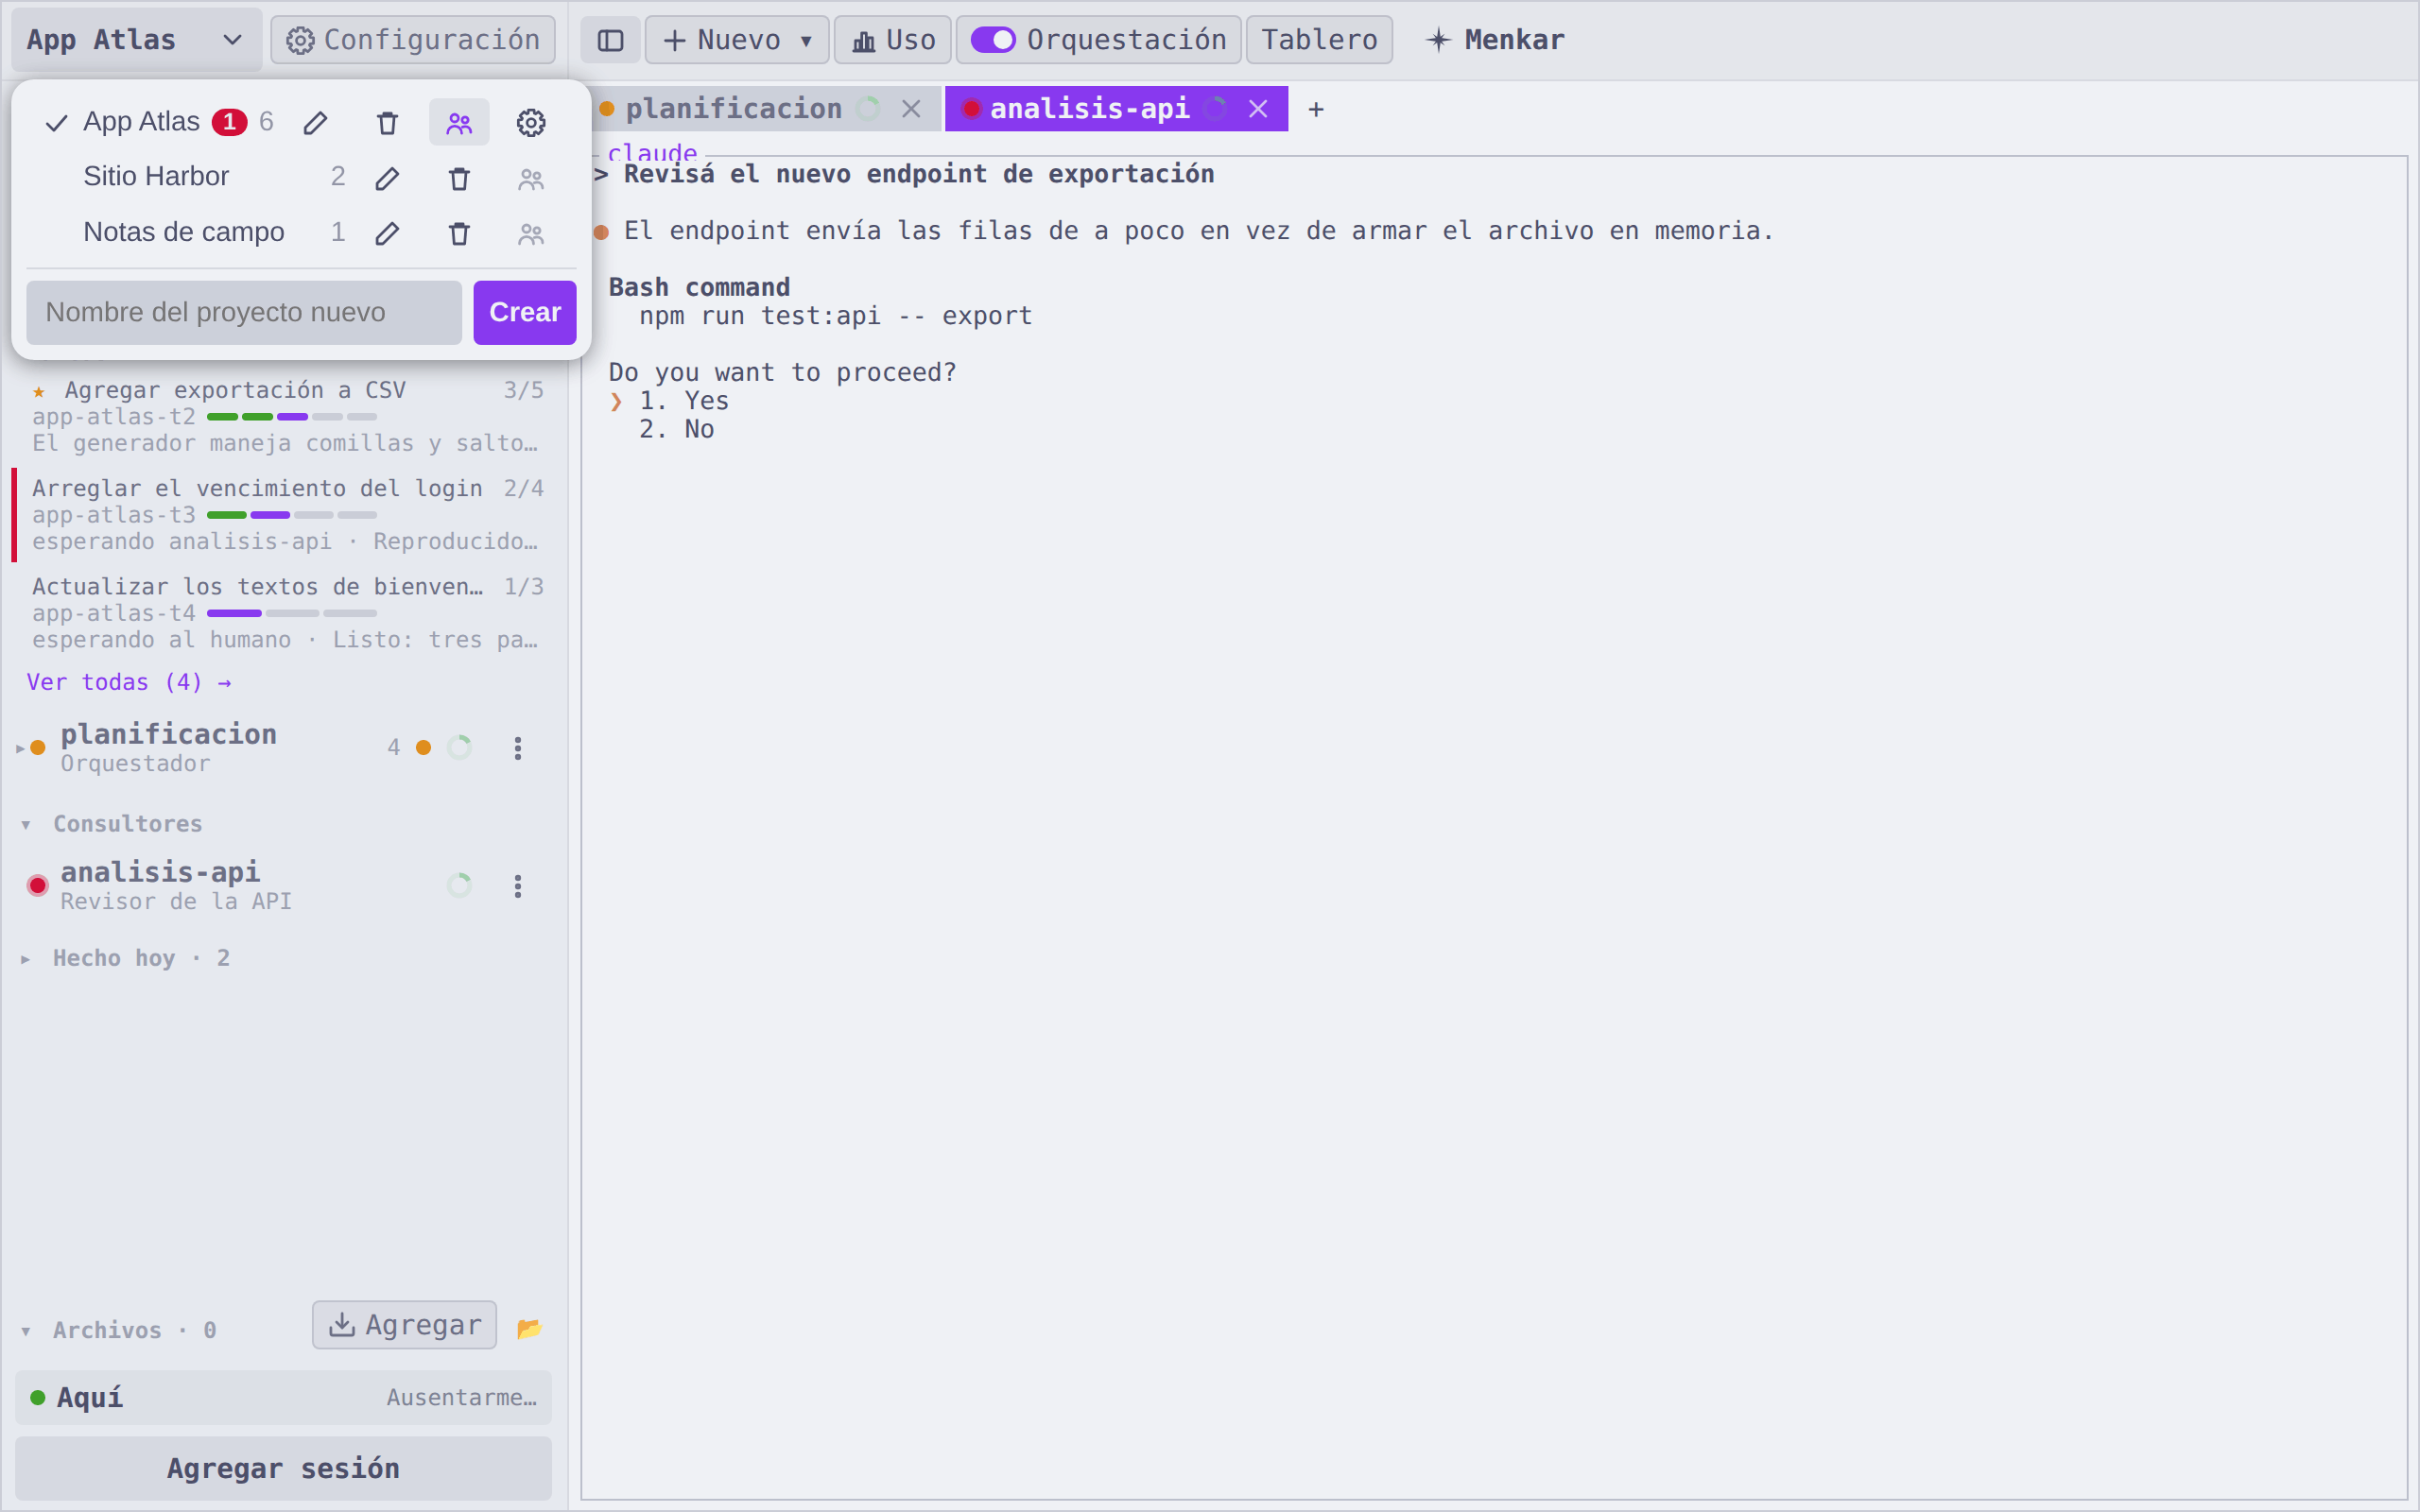 App Atlas
Configuración
Nuevo ▾
Uso
Orquestación
Tablero
Menkar
App Atlas 1 6
Sitio Harbor 2
Notas de campo 1
Nombre del proyecto nuevo
Crear
planificacion
analisis-api
+
claude
> Revisá el nuevo endpoint de exportación
● El endpoint envía las filas de a poco en vez de armar el archivo en memoria.
Bash command
npm run test:api -- export
Do you want to proceed?
❯ 1. Yes
2. No
★ Agregar exportación a CSV 3/5
app-atlas-t2
El generador maneja comillas y salto…
Arreglar el vencimiento del login 2/4
app-atlas-t3
esperando analisis-api · Reproducido…
Actualizar los textos de bienven… 1/3
app-atlas-t4
esperando al humano · Listo: tres pa…
Ver todas (4) →
planificacion 4
Orquestador
Consultores
analisis-api
Revisor de la API
Hecho hoy · 2
Archivos · 0
Agregar
Aquí
Ausentarme…
Agregar sesión